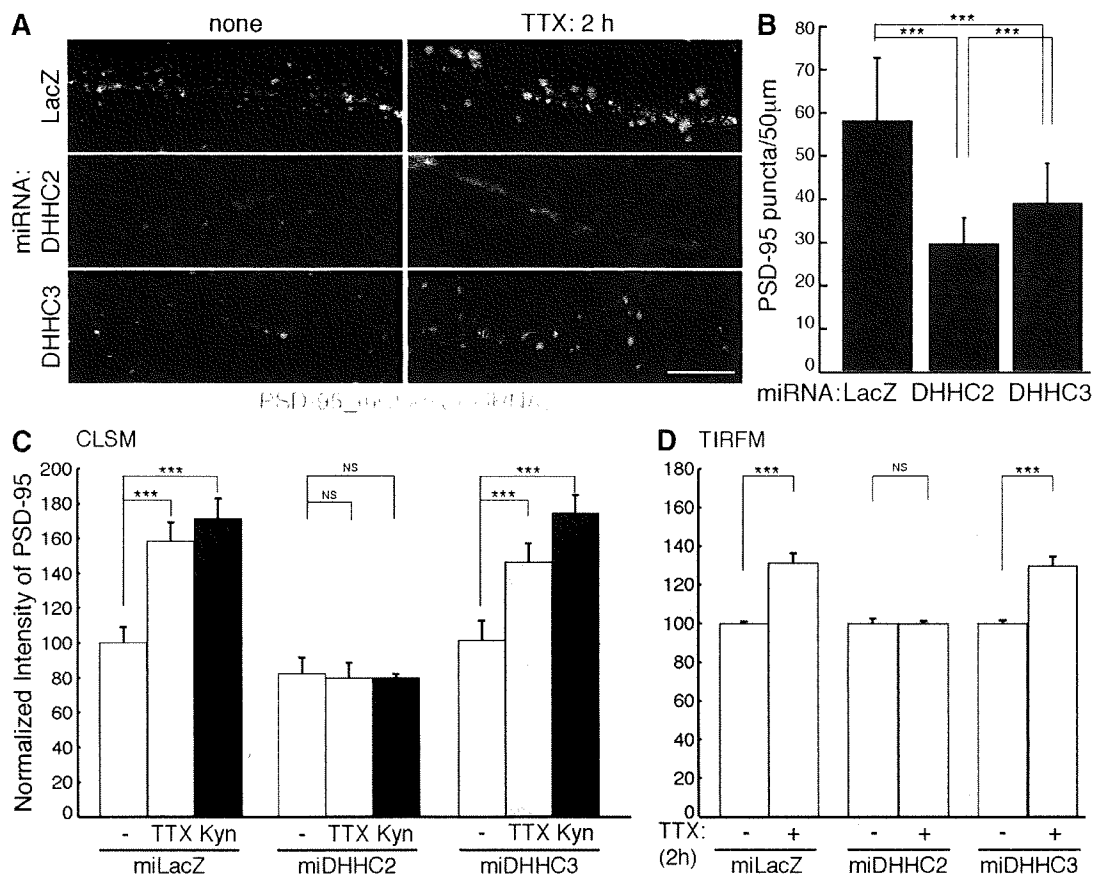 A
none
TTX: 2 h
LacZ
miRNA:
DHHC2
DHHC3
PSD-95
B
***
***
***
PSD-95 puncta/50µm
80
70
60
50
40
30
20
10
0
miRNA: LacZ DHHC2 DHHC3
C CLSM
Normalized Intensity of PSD-95
200
180
160
140
120
100
80
60
40
20
0
***
***
NS
NS
***
***
- TTX Kyn - TTX Kyn - TTX Kyn
miLacZ miDHHC2 miDHHC3
D TIRFM
180
160
140
120
100
80
60
40
20
0
***
NS
***
TTX: - + - + - +
(2h) miLacZ miDHHC2 miDHHC3